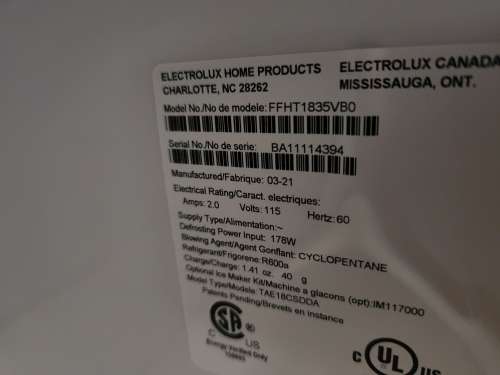 ELECTROLUX HOME PRODUCTS ELECTROLUX CANADA
CHARLOTTE, NC 28262 MISSISSAUGA, ONT.
Model No./No de modele: FFHT1835VB0
Serial No./No de serie: BA11114394
Manufactured/Fabrique: 03-21
Electrical Rating/Caract. electriques:
Amps: 2.0 Volts: 115 Hertz: 60
Supply Type/Alimentation:~
Defrosting Power Input: 178W
Blowing Agent/Agent Gonflant: CYCLOPENTANE
Refrigerant/Frigorene: R600a
Charge/Charge: 1.41 oz. 40 g
Optional Ice Maker Kit/Machine a glacons (opt):IM117000
Model Type/Modele: TAE18CSDDA
Patents Pending/Brevets en instance
C US
Energy Verified Only
C UL